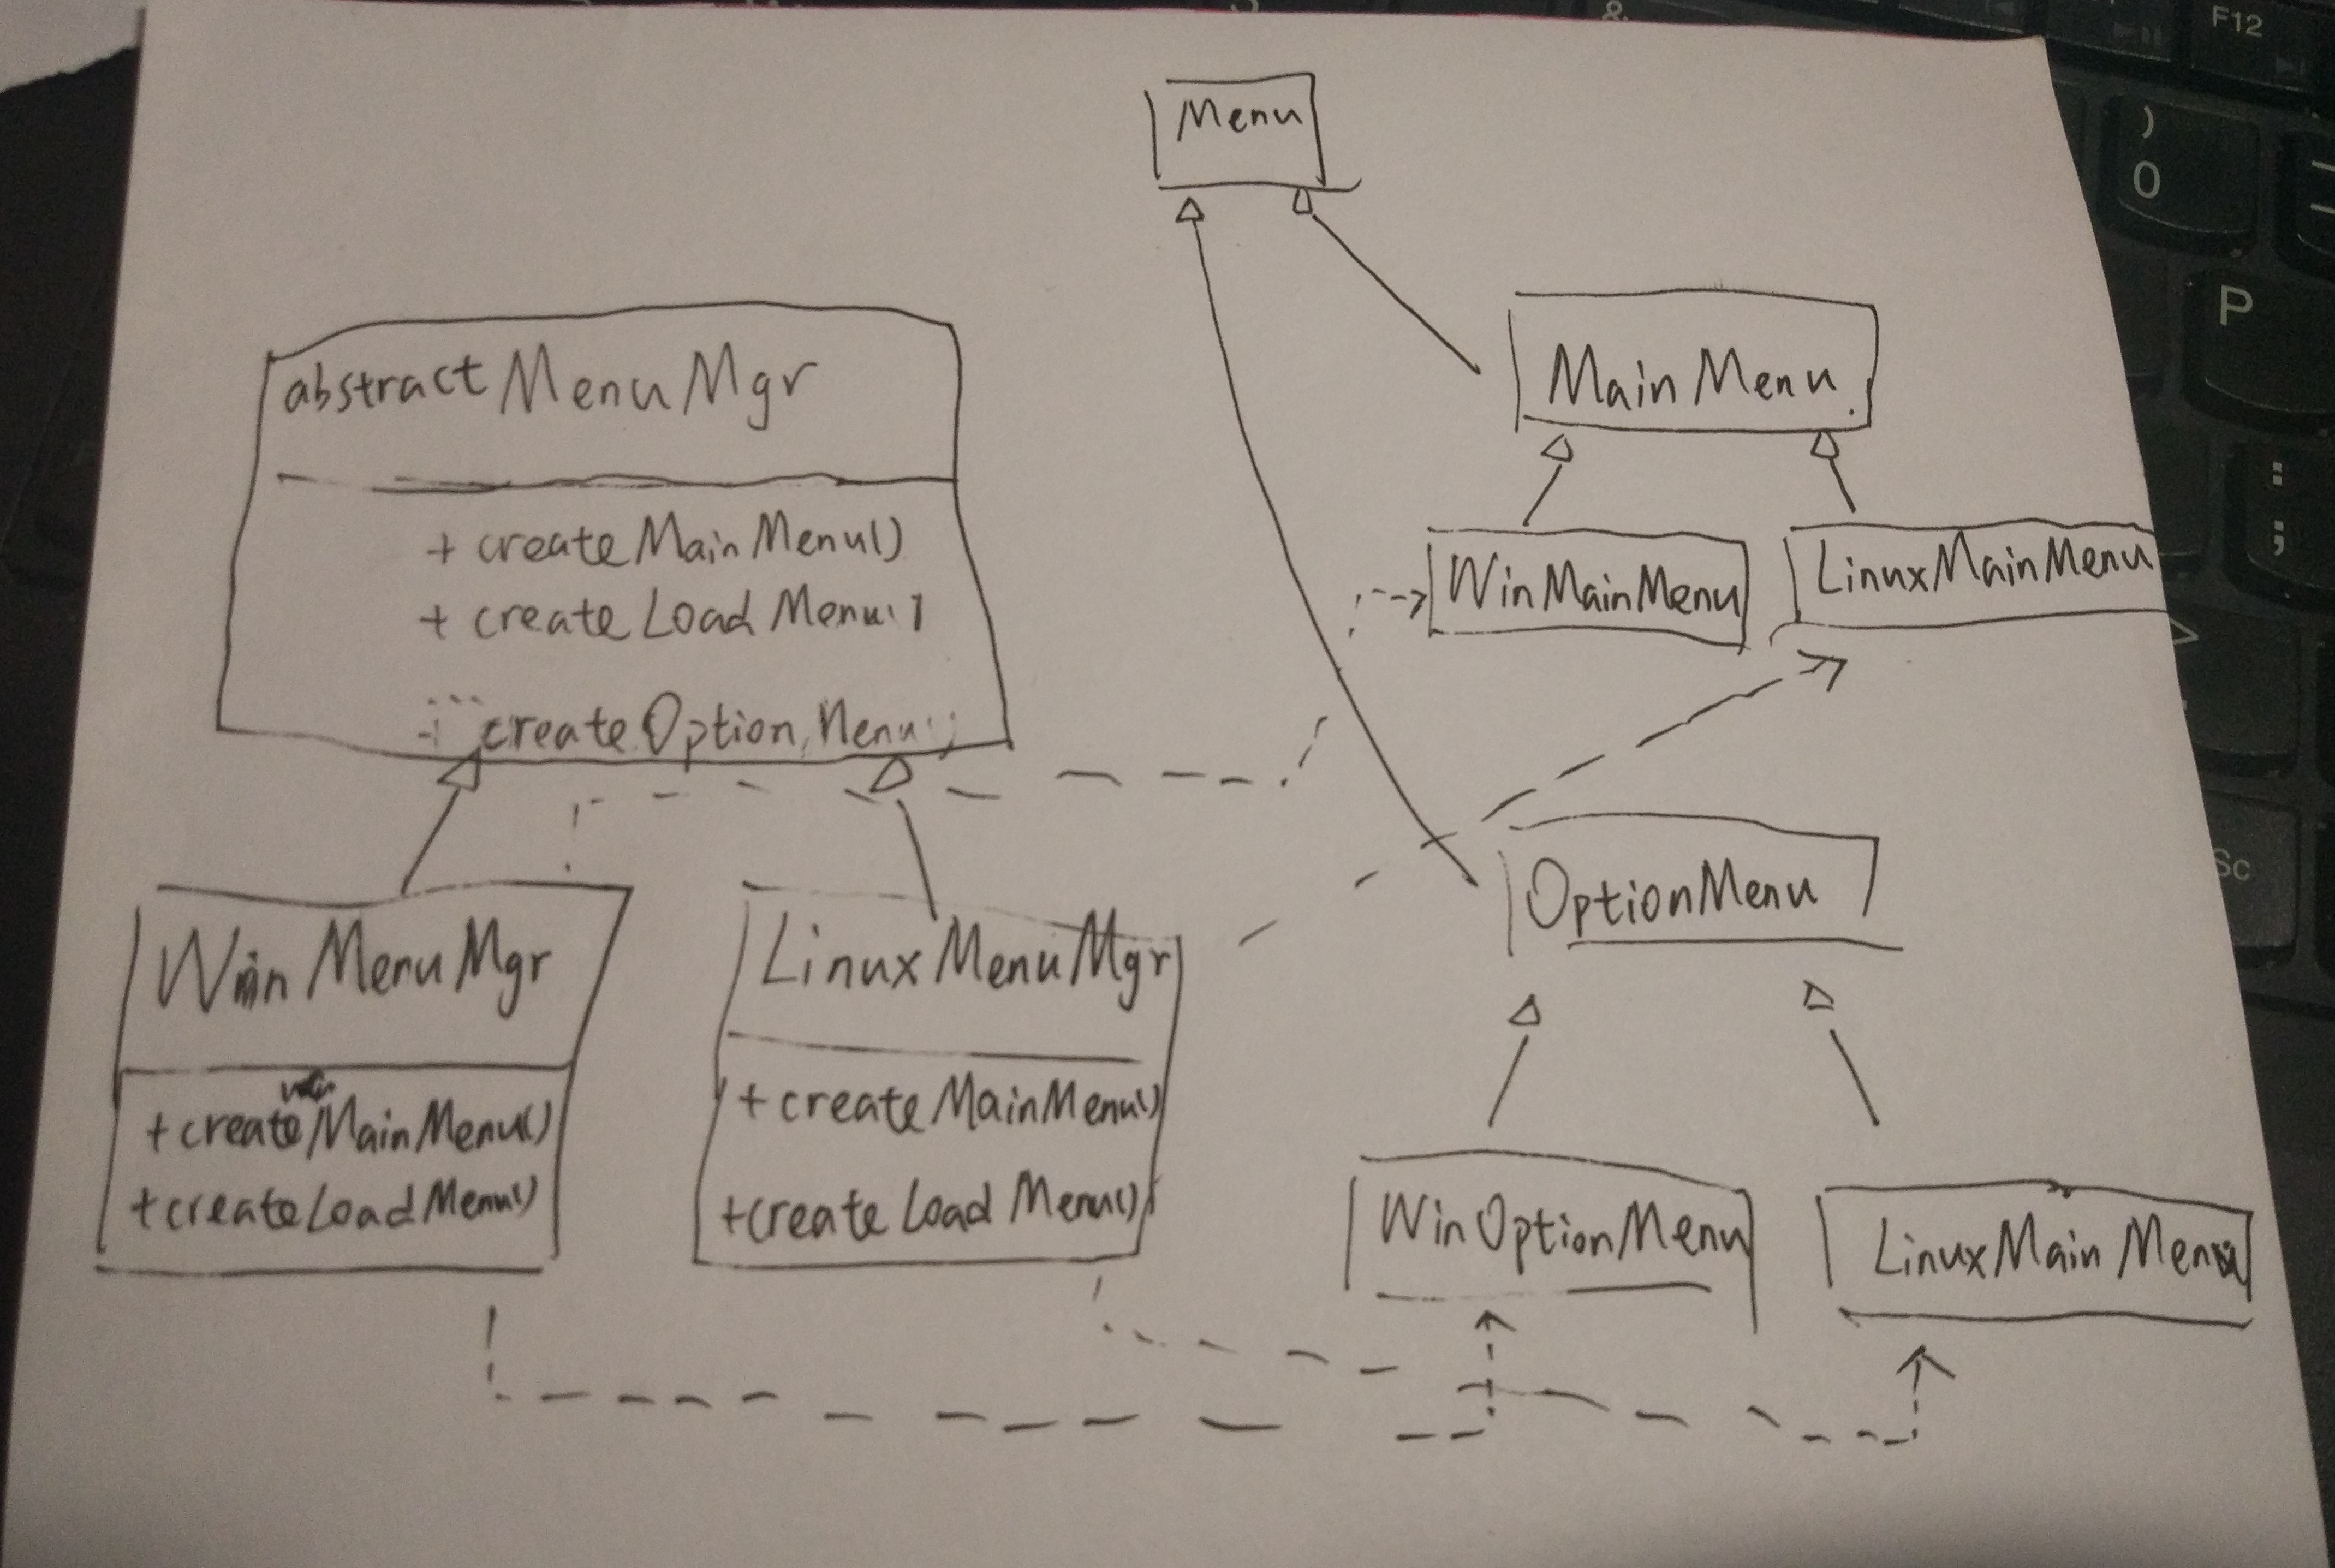 Menu
abstract MenuMgr
+ createMainMenu()
+ createLoadMenu()
createOptionMenu()
MainMenu
WinMainMenu
LinuxMainMenu
WinMenuMgr
+createMainMenu()
+createLoadMenu()
LinuxMenuMgr
+createMainMenu()
+createLoadMenu()
OptionMenu
WinOptionMenu
LinuxMainMenu
F12
&
)
0
P
:
;
>
Sc